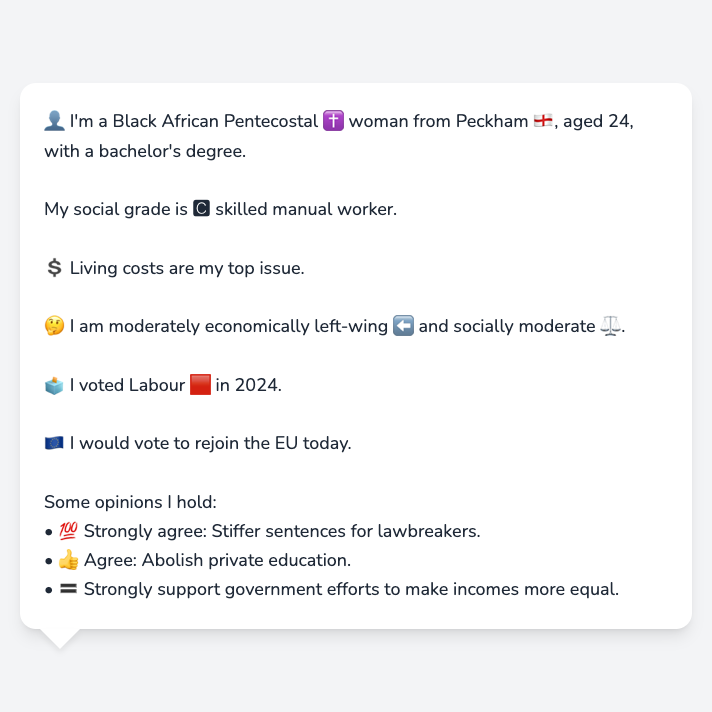 👤 I'm a Black African Pentecostal ✝️ woman from Peckham 🏴󠁧󠁢󠁥󠁮󠁧󠁿, aged 24,
with a bachelor's degree.
My social grade is 🅲 skilled manual worker.
💲 Living costs are my top issue.
🤔 I am moderately economically left-wing ⬅️ and socially moderate ⚖️.
🗳️ I voted Labour 🟥 in 2024.
🇪🇺 I would vote to rejoin the EU today.
Some opinions I hold:
• 💯 Strongly agree: Stiffer sentences for lawbreakers.
• 👍 Agree: Abolish private education.
• 🟰 Strongly support government efforts to make incomes more equal.